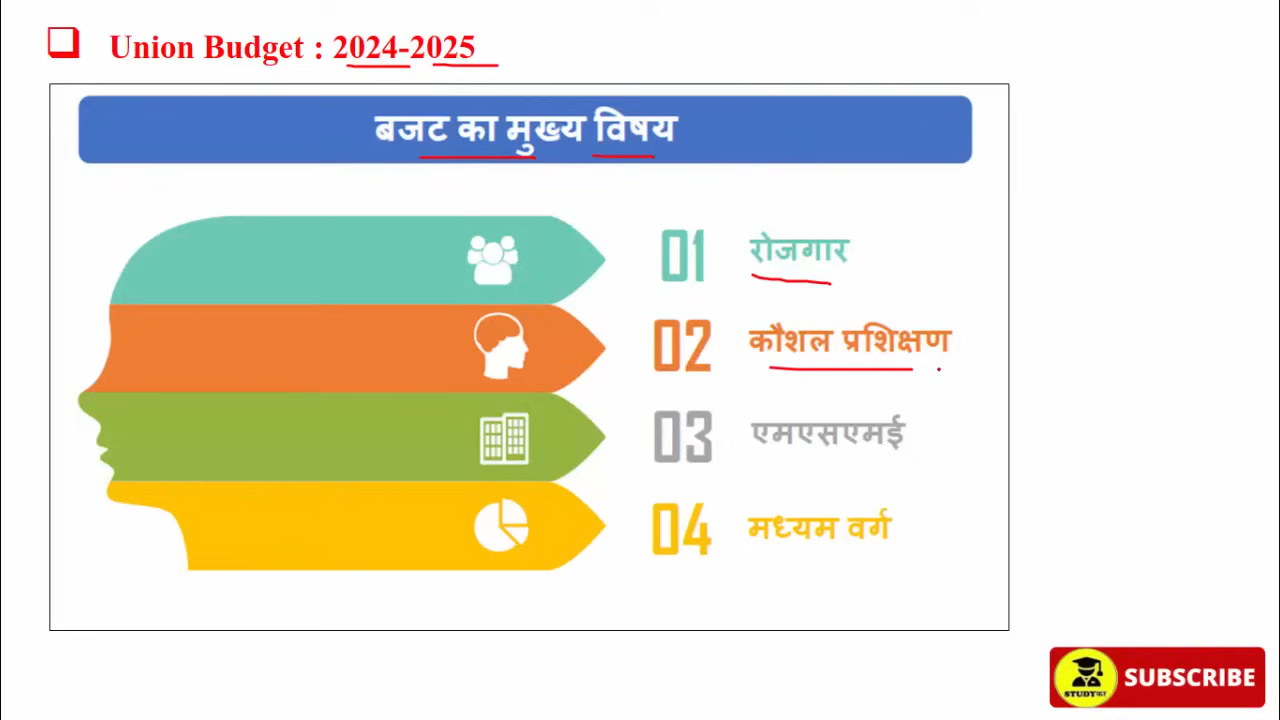 Union Budget : 2024-2025
बजट का मुख्य विषय
01 रोजगार
02 कौशल प्रशिक्षण
03 एमएसएमई
04 मध्यम वर्ग
STUDYका SUBSCRIBE